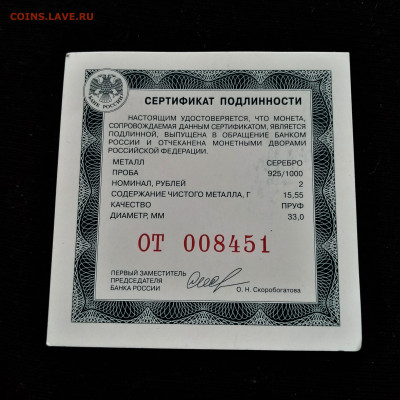 COINS.LAVE.RU
БАНК РОССИИ
СЕРТИФИКАТ ПОДЛИННОСТИ
НАСТОЯЩИМ УДОСТОВЕРЯЕТСЯ, ЧТО МОНЕТА,
СОПРОВОЖДАЕМАЯ ДАННЫМ СЕРТИФИКАТОМ, ЯВЛЯЕТСЯ
ПОДЛИННОЙ, ВЫПУЩЕНА В ОБРАЩЕНИЕ БАНКОМ
РОССИИ И ОТЧЕКАНЕНА МОНЕТНЫМИ ДВОРАМИ
РОССИЙСКОЙ ФЕДЕРАЦИИ.
МЕТАЛЛ СЕРЕБРО
ПРОБА 925/1000
НОМИНАЛ, РУБЛЕЙ 2
СОДЕРЖАНИЕ ЧИСТОГО МЕТАЛЛА, Г 15,55
КАЧЕСТВО ПРУФ
ДИАМЕТР, ММ 33,0
ОТ 008451
ПЕРВЫЙ ЗАМЕСТИТЕЛЬ
ПРЕДСЕДАТЕЛЯ
БАНКА РОССИИ О. Н. Скоробогатова